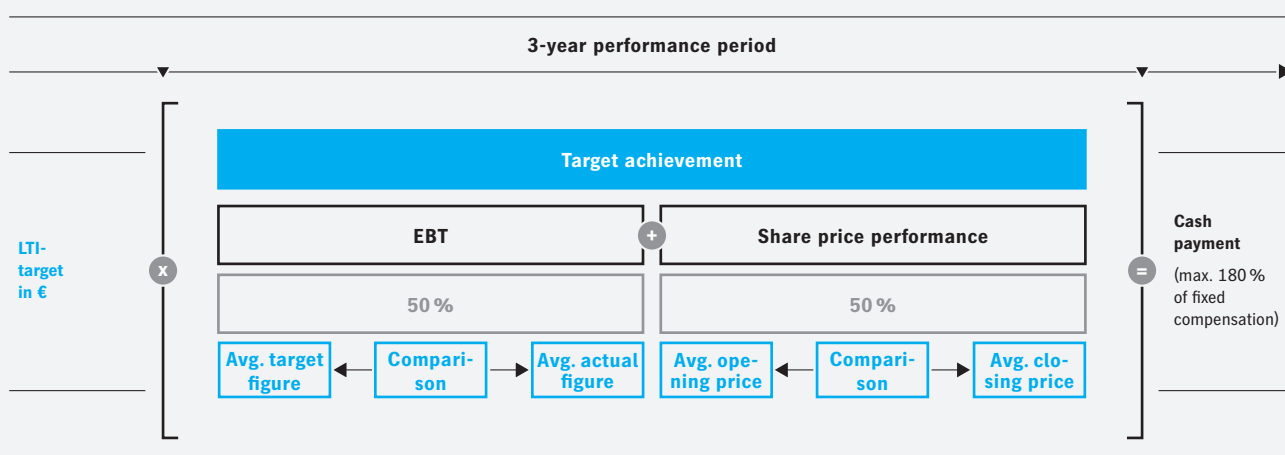 3-year performance period
Target achievement
EBT
+
Share price performance
LTI-
target
in €
x
=
Cash
payment
(max. 180 %
of fixed
compensation)
50 %
50 %
Avg. target
figure
Compari-
son
Avg. actual
figure
Avg. ope-
ning price
Compari-
son
Avg. clo-
sing price